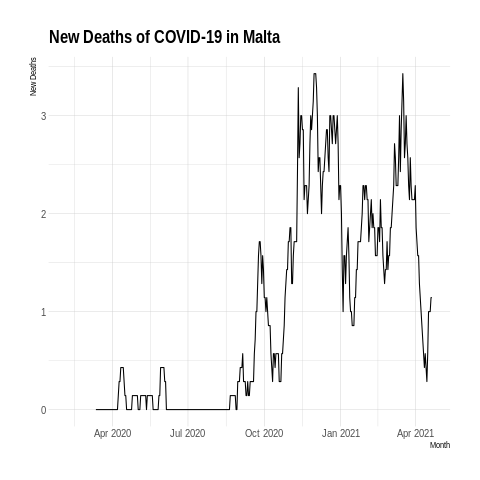 New Deaths of COVID-19 in Malta
New Deaths
3
2
1
0
Apr 2020
Jul 2020
Oct 2020
Jan 2021
Apr 2021
Month